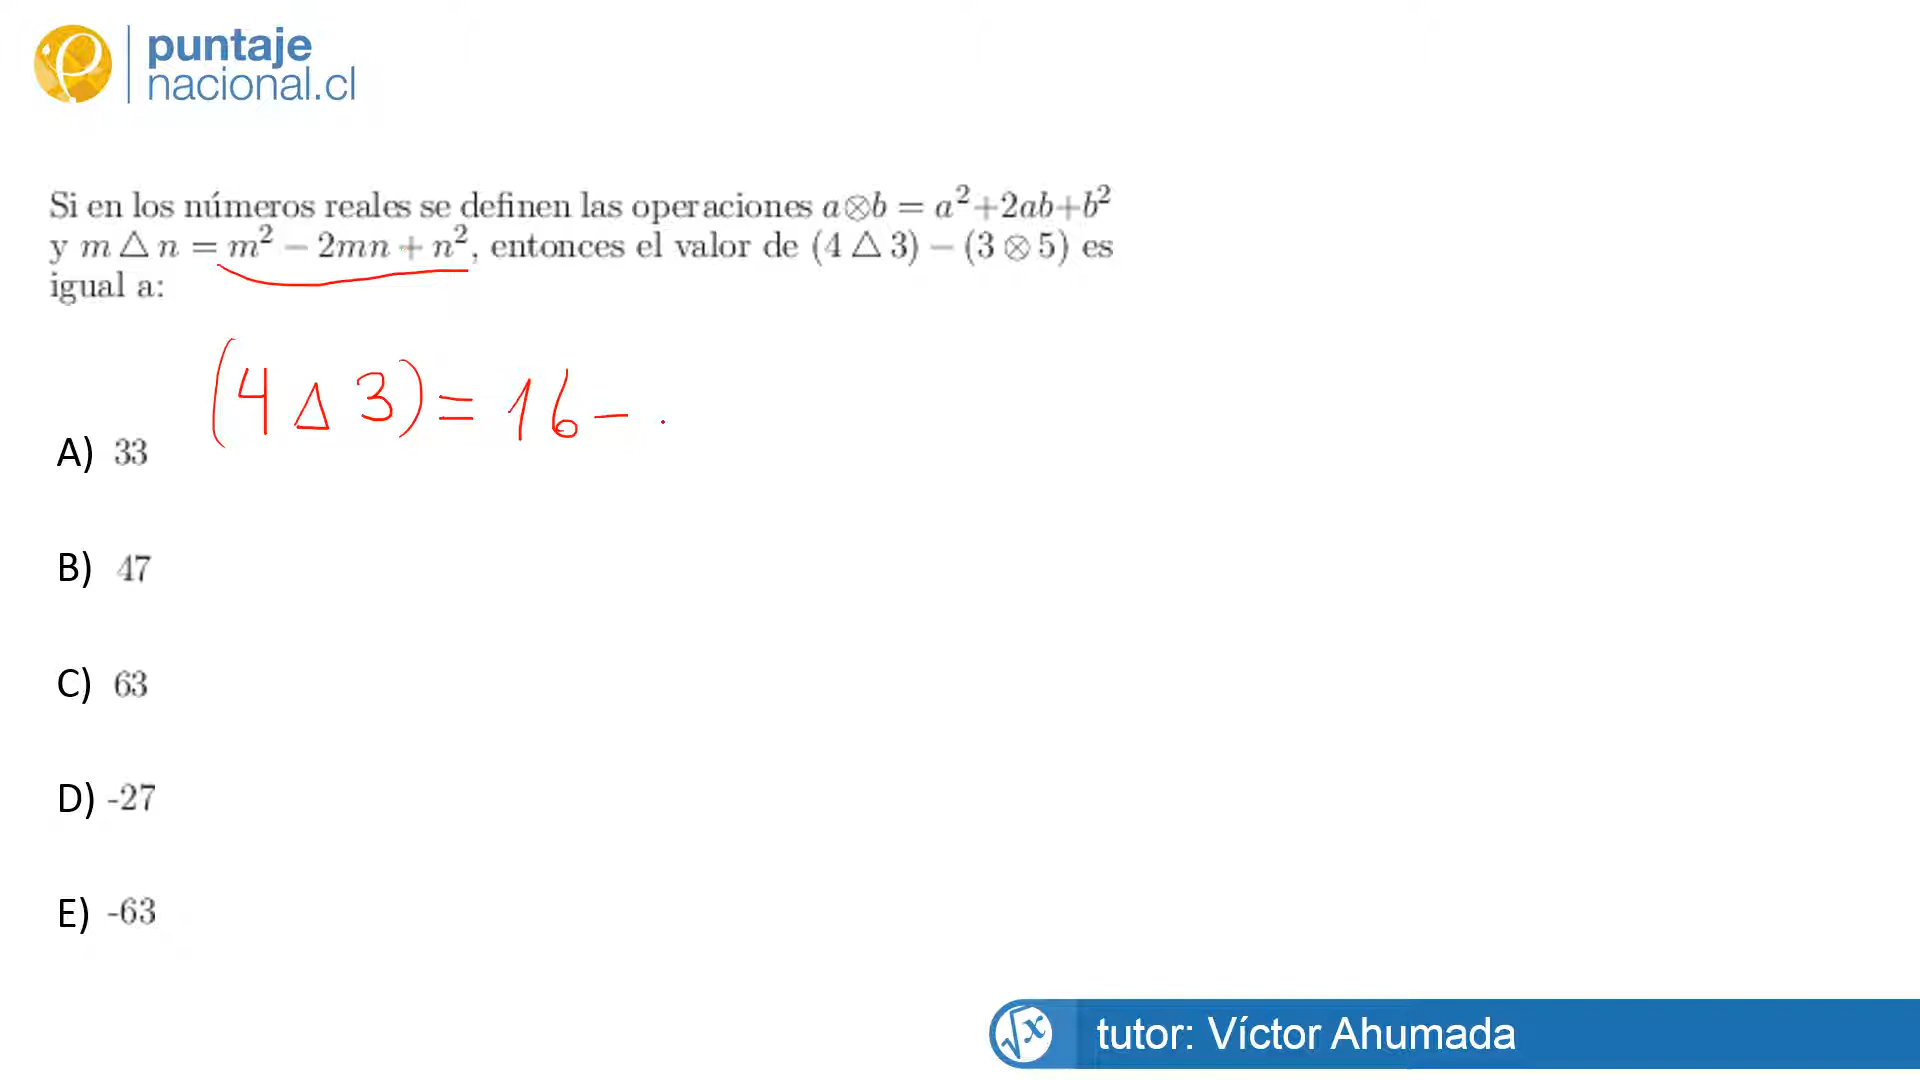 puntaje
nacional.cl
Si en los números reales se definen las operaciones a⊗b = a²+2ab+b²
y m △ n = m² − 2mn + n², entonces el valor de (4 △ 3) − (3 ⊗ 5) es
igual a:
(4 △ 3) = 16 −
A) 33
B) 47
C) 63
D) -27
E) -63
√x tutor: Víctor Ahumada